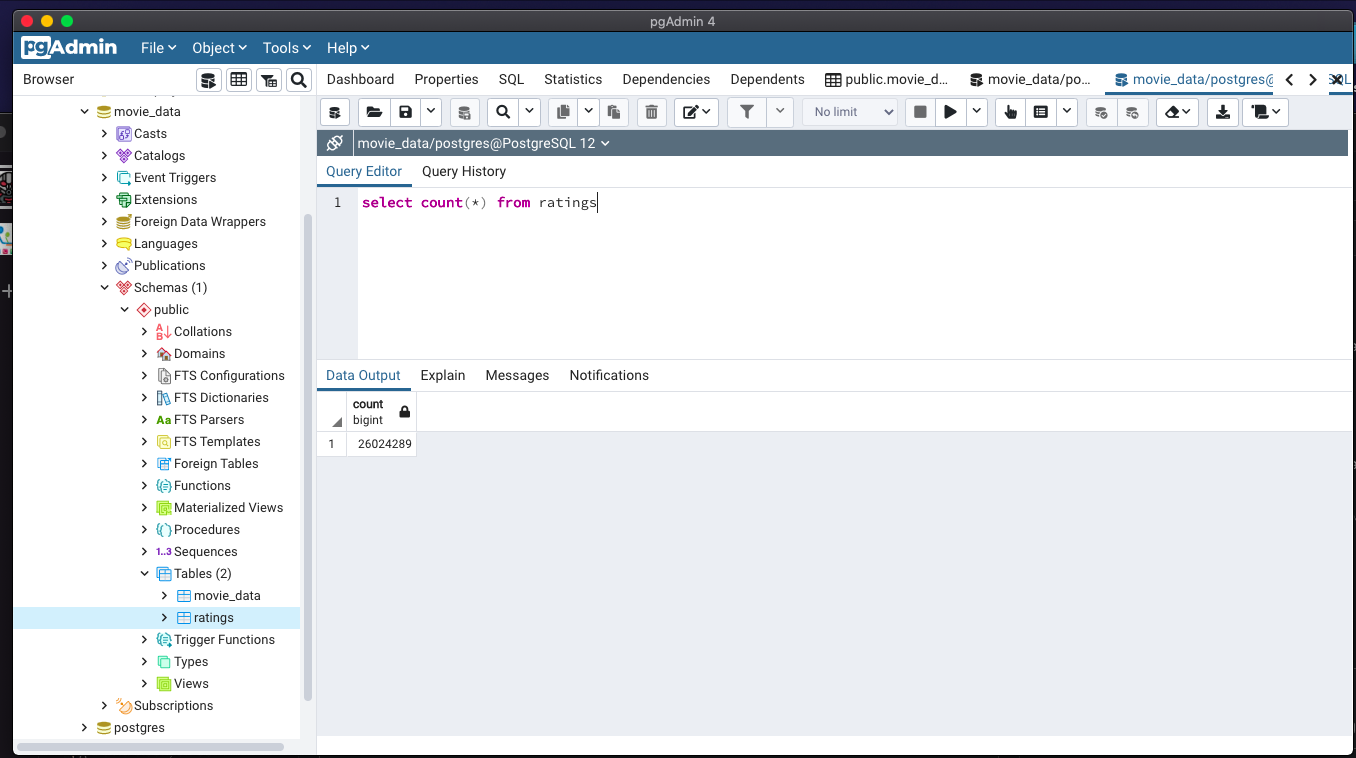 pgAdmin 4
pgAdmin File Object Tools Help
Browser
Dashboard Properties SQL Statistics Dependencies Dependents public.movie_d... movie_data/po... movie_data/postgres@ SQL
No limit
movie_data/postgres@PostgreSQL 12
Query Editor Query History
1 select count(*) from ratings
Data Output Explain Messages Notifications
count
bigint
1 26024289
movie_data
Casts
Catalogs
Event Triggers
Extensions
Foreign Data Wrappers
Languages
Publications
Schemas (1)
public
Collations
Domains
FTS Configurations
FTS Dictionaries
Aa FTS Parsers
FTS Templates
Foreign Tables
Functions
Materialized Views
Procedures
1..3 Sequences
Tables (2)
movie_data
ratings
Trigger Functions
Types
Views
Subscriptions
postgres